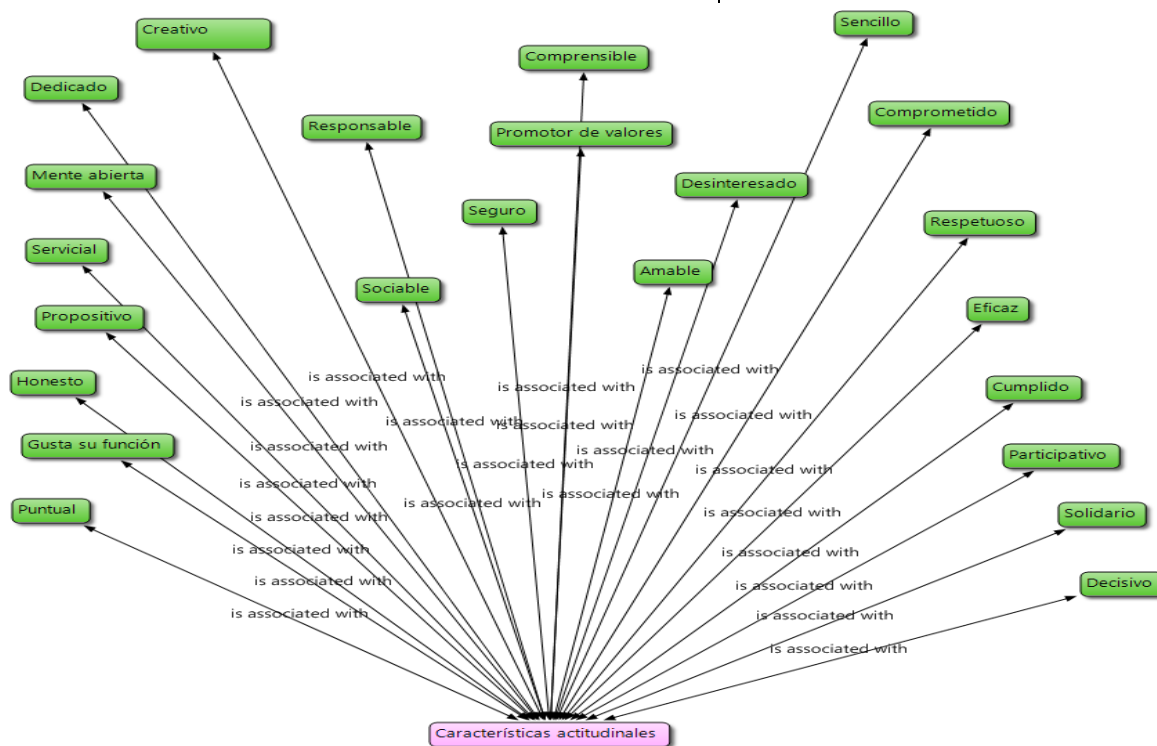 Sencillo
Creativo
Comprensible
Dedicado
Comprometido
Responsable
Promotor de valores
Mente abierta
Desinteresado
Seguro
Respetuoso
Servicial
Amable
Sociable
Propositivo
Eficaz
is associated with
is associated with
Honesto
is associated with
Cumplido
is associated with
is associated with
is associated with
is associated with
Gusta su función
is associated with
is associated with
Participativo
is associated with
is associated with
is associated with
is associated with
is associated with
Puntual
is associated with
Solidario
is associated with
is associated with
is associated with
is associated with
Decisivo
is associated with
is associated with
is associated with
is associated with
Características actitudinales